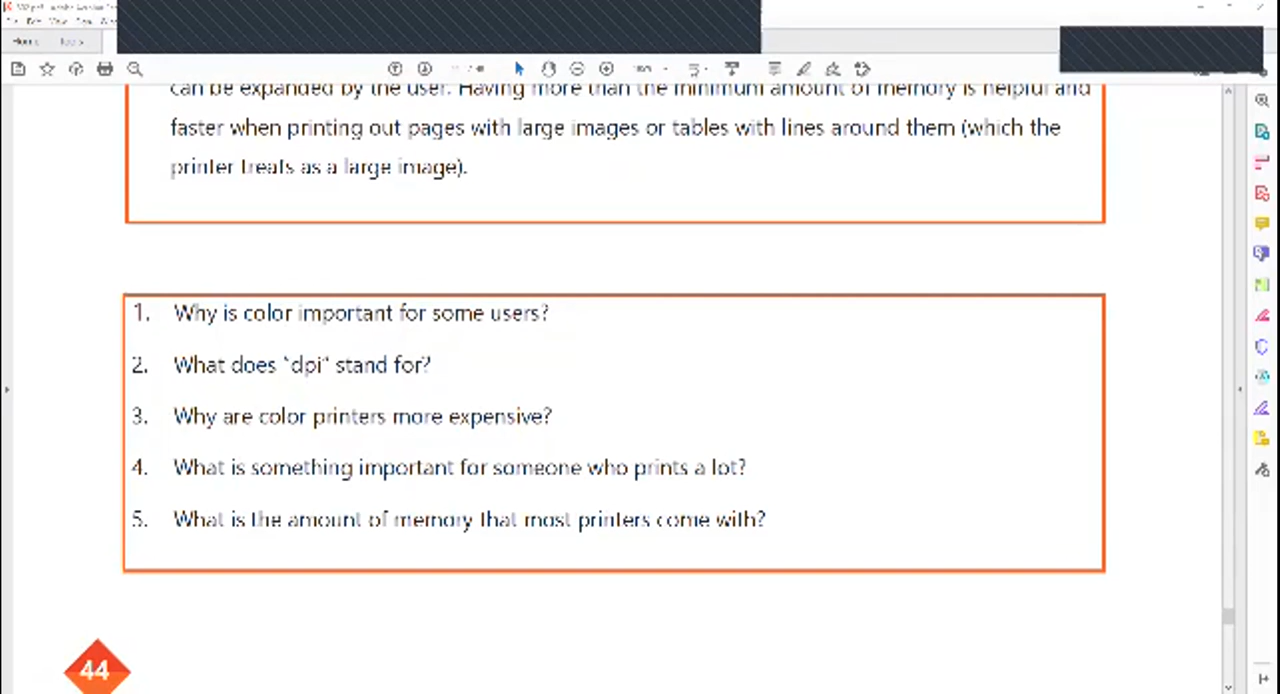 Home Tools
can be expanded by the user. Having more than the minimum amount of memory is helpful and
faster when printing out pages with large images or tables with lines around them (which the
printer treats as a large image).
1. Why is color important for some users?
2. What does "dpi" stand for?
3. Why are color printers more expensive?
4. What is something important for someone who prints a lot?
5. What is the amount of memory that most printers come with?
44